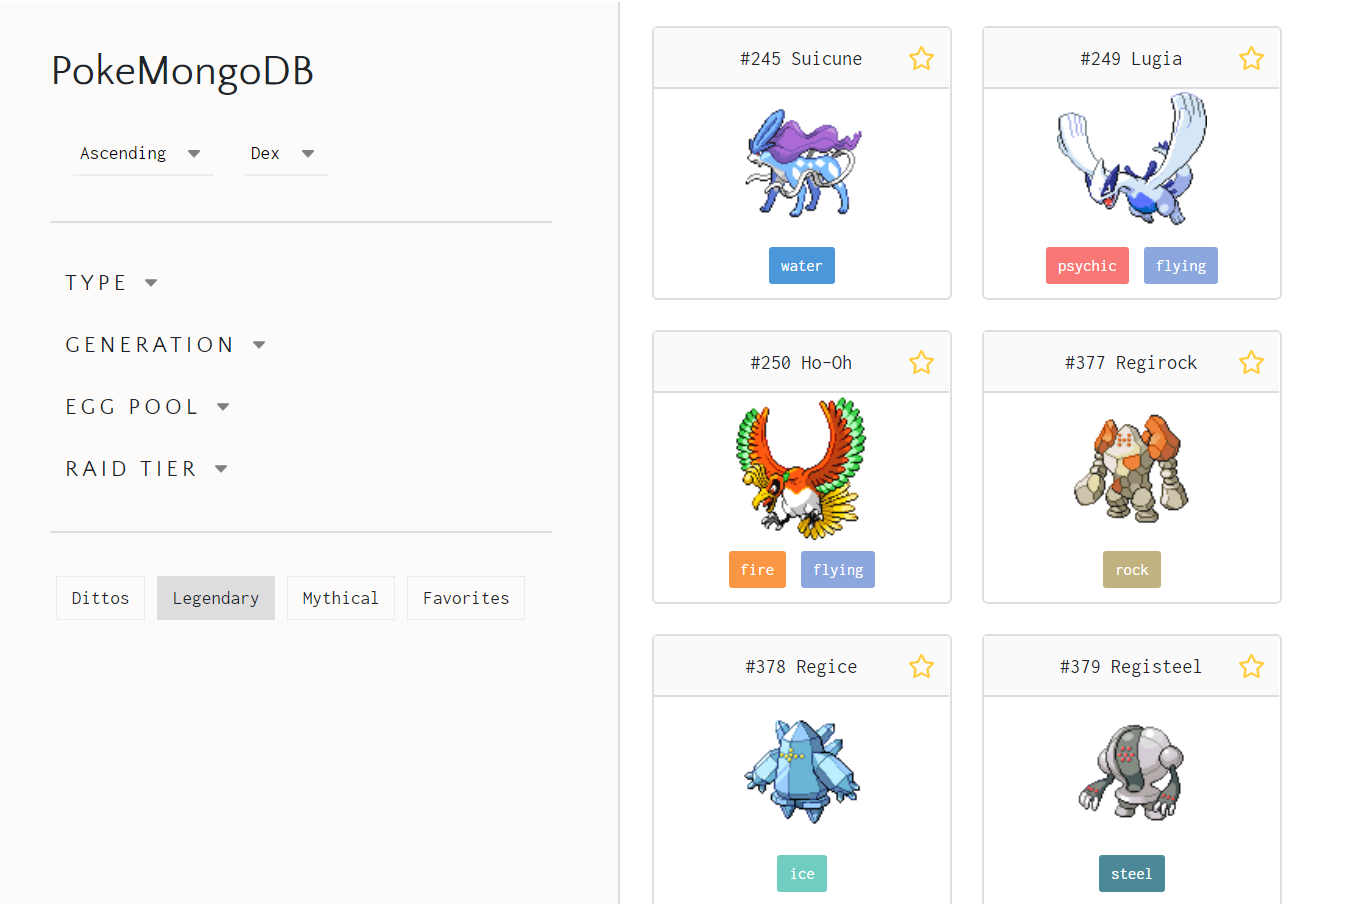 PokeMongoDB
Ascending
Dex
TYPE
GENERATION
EGG POOL
RAID TIER
Dittos
Legendary
Mythical
Favorites
#245 Suicune
water
#249 Lugia
psychic
flying
#250 Ho-Oh
fire
flying
#377 Regirock
rock
#378 Regice
ice
#379 Registeel
steel